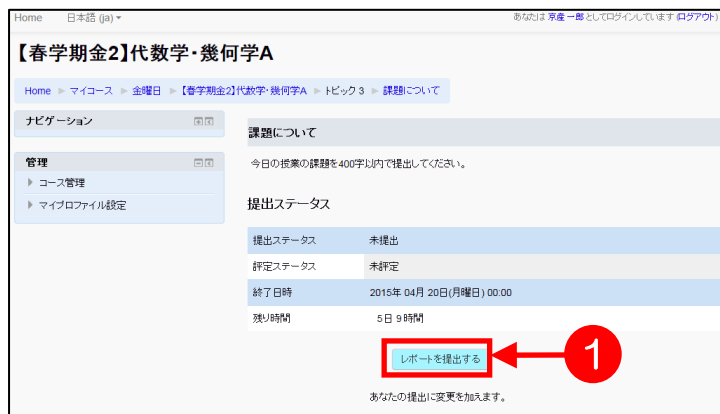 Home 日本語 (ja) あなたは 京産 一郎 としてログインしています (ログアウト)
【春学期金2】代数学・幾何学A
Home ▶ マイコース ▶ 金曜日 ▶ 【春学期金2】代数学・幾何学A ▶ トピック 3 ▶ 課題について
ナビゲーション
管理
コース管理
マイプロファイル設定
課題について
今日の授業の課題を400字以内で提出してください。
提出ステータス
提出ステータス 未提出
評定ステータス 未評定
終了日時 2015年 04月 20日(月曜日) 00:00
残り時間 5日 9時間
レポートを提出する
1
あなたの提出に変更を加えます。